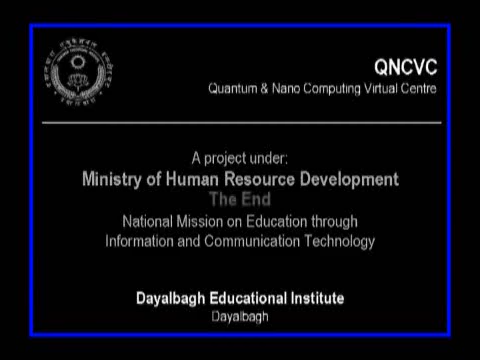 QNCVC
Quantum & Nano Computing Virtual Centre
A project under:
Ministry of Human Resource Development
The End
National Mission on Education through
Information and Communication Technology
Dayalbagh Educational Institute
Dayalbagh